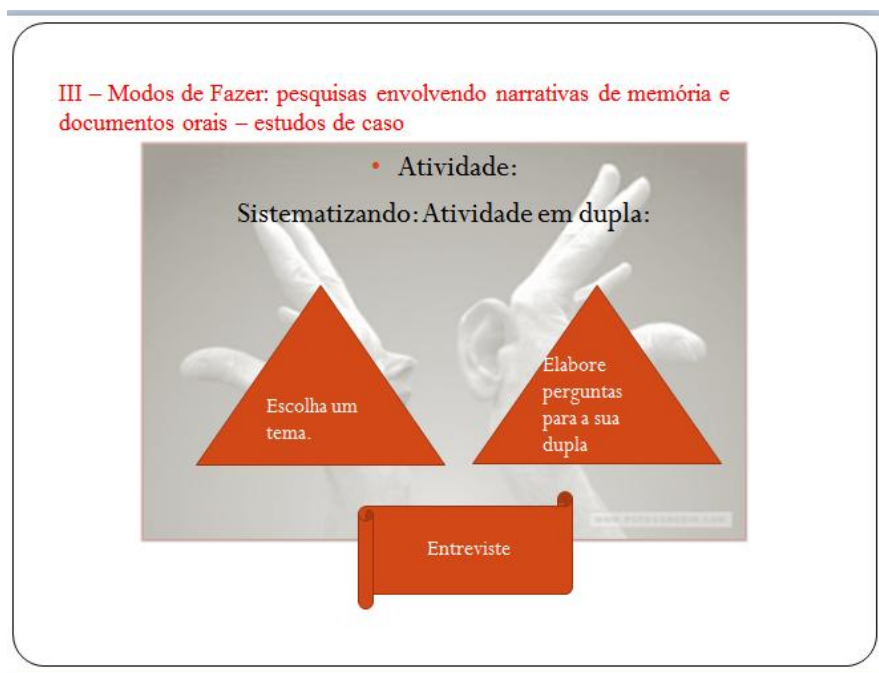 III – Modos de Fazer: pesquisas envolvendo narrativas de memória e
documentos orais – estudos de caso
• Atividade:
Sistematizando: Atividade em dupla:
Escolha um
tema.
Elabore
perguntas
para a sua
dupla
Entreviste